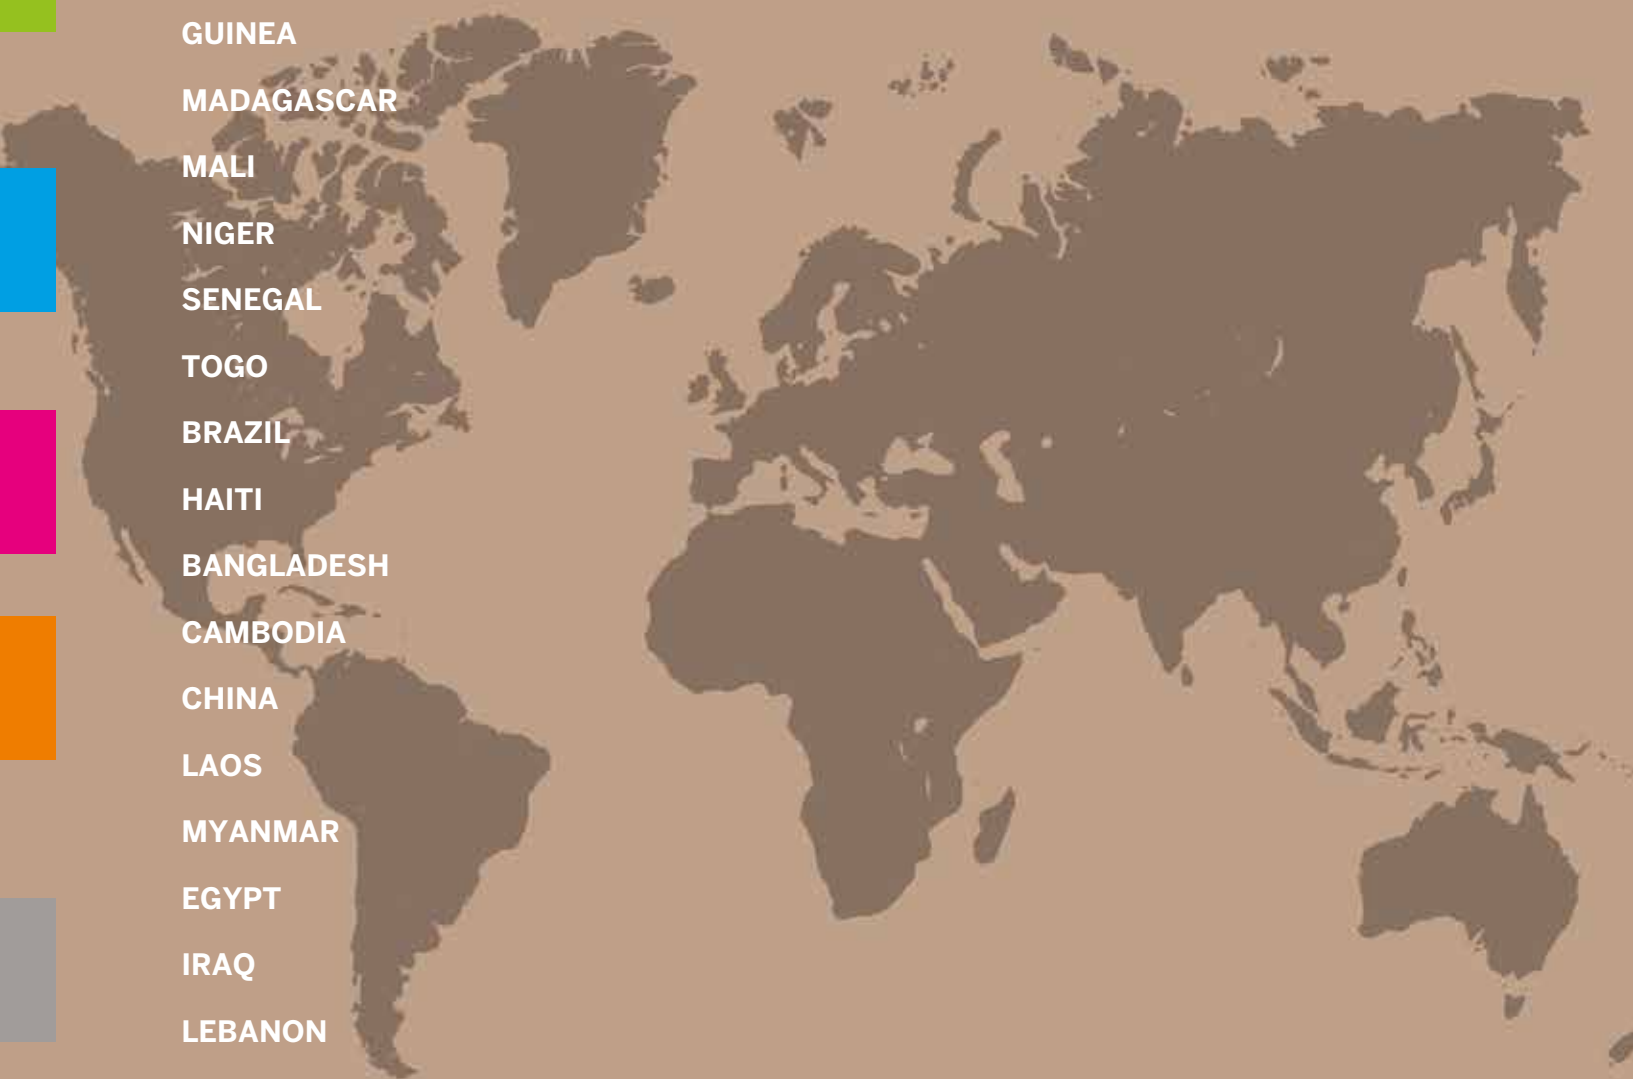 GUINEA
MADAGASCAR
MALI
NIGER
SENEGAL
TOGO
BRAZIL
HAITI
BANGLADESH
CAMBODIA
CHINA
LAOS
MYANMAR
EGYPT
IRAQ
LEBANON